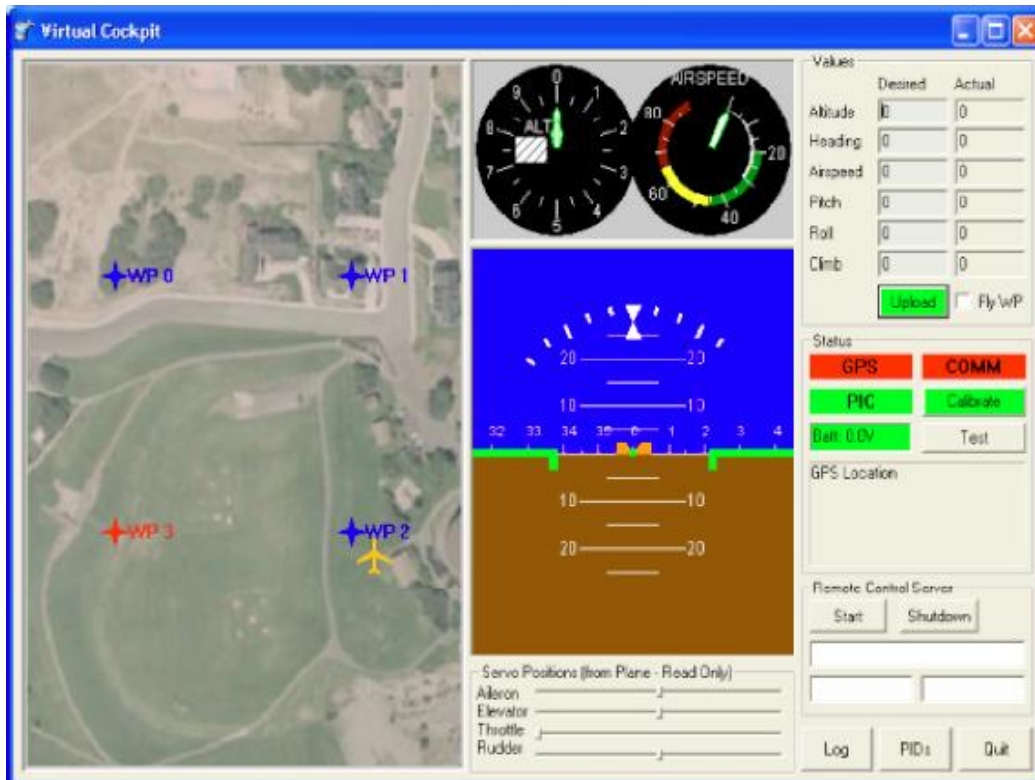 Virtual Cockpit
WP 0
WP 1
WP 3
WP 2
0
9 1
ALT
8 2
7 3
6 4
5
AIRSPEED
80
20
60
40
20 20
10 10
32 33 34 35 0 1 2 3 4
10 10
20 20
Servo Positions (from Plane - Read Only)
Aileron
Elevator
Throttle
Rudder
Values
Desired Actual
Altitude 0 0
Heading 0 0
Airspeed 0 0
Pitch 0 0
Roll 0 0
Climb 0 0
Upload Fly WP
Status
GPS COMM
PIC Calibrate
Batt: 0.0V Test
GPS Location
Remote Control Server
Start Shutdown
Log PIDs Quit